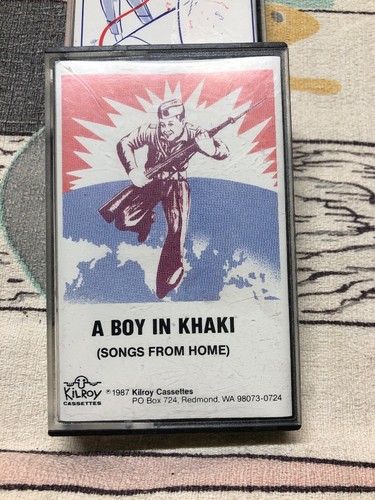 A BOY IN KHAKI
(SONGS FROM HOME)
KILROY
CASSETTES
℗1987 Kilroy Cassettes
PO Box 724, Redmond, WA 98073-0724